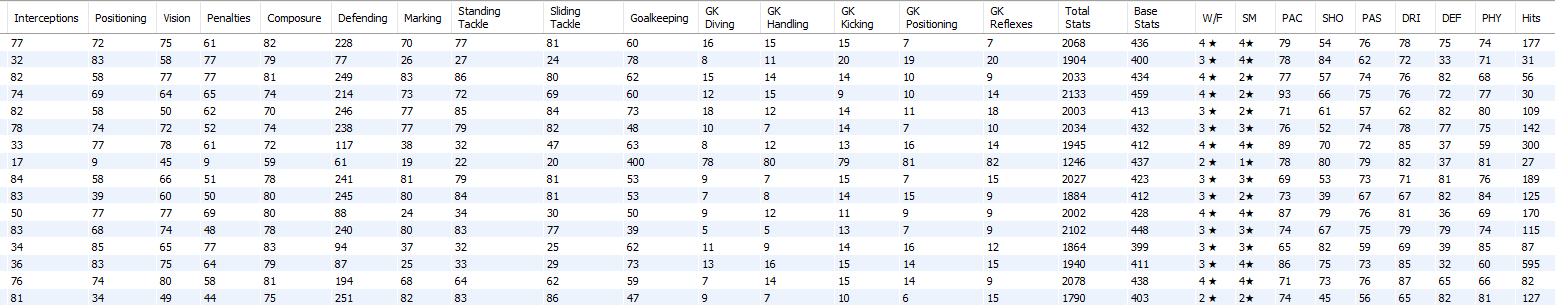 Interceptions Positioning Vision Penalties Composure Defending Marking Standing Tackle Sliding Tackle Goalkeeping GK Diving GK Handling GK Kicking GK Positioning GK Reflexes Total Stats Base Stats W/F SM PAC SHO PAS DRI DEF PHY Hits
77 72 75 61 82 228 70 77 81 60 16 15 15 7 7 2068 436 4 ★ 4★ 79 54 76 78 75 74 177
32 83 58 77 79 77 26 27 24 78 8 11 20 19 20 1904 400 3 ★ 4★ 78 84 62 72 33 71 31
82 58 77 77 81 249 83 86 80 62 15 14 14 10 9 2033 434 4 ★ 2★ 77 57 74 76 82 68 56
74 69 64 65 74 214 73 72 69 60 12 15 9 10 14 2133 459 4 ★ 2★ 93 66 75 76 72 77 30
82 58 50 62 70 246 77 85 84 73 18 12 14 11 18 2003 413 3 ★ 2★ 71 61 57 62 82 80 109
78 74 72 52 74 238 77 79 82 48 10 7 14 7 10 2034 432 3 ★ 3★ 76 52 74 78 77 75 142
33 77 78 61 72 117 38 32 47 63 8 12 13 16 14 1945 412 4 ★ 4★ 89 70 72 85 37 59 300
17 9 45 9 59 61 19 22 20 400 78 80 79 81 82 1246 437 2 ★ 1★ 78 80 79 82 37 81 27
84 58 66 51 78 241 81 79 81 53 9 7 15 7 15 2027 423 3 ★ 3★ 69 53 73 71 81 76 189
83 39 60 50 80 245 80 84 81 53 7 8 14 15 9 1884 412 3 ★ 2★ 73 39 67 67 82 84 125
50 77 77 69 80 88 24 34 30 50 9 12 11 9 9 2002 428 4 ★ 4★ 87 79 76 81 36 69 170
83 68 74 48 78 240 80 83 77 39 5 5 13 7 9 2102 448 3 ★ 3★ 74 67 75 79 79 74 115
34 85 65 77 83 94 37 32 25 62 11 9 14 16 12 1864 399 3 ★ 3★ 65 82 59 69 39 85 87
36 83 75 64 79 87 25 33 29 73 13 16 15 14 15 1940 411 3 ★ 4★ 86 75 73 85 32 60 595
76 74 80 58 81 194 68 64 62 59 7 14 15 14 9 2078 438 4 ★ 4★ 71 73 76 87 65 66 82
81 34 49 44 75 251 82 83 86 47 9 7 10 6 15 1790 403 2 ★ 2★ 74 45 56 65 82 81 127